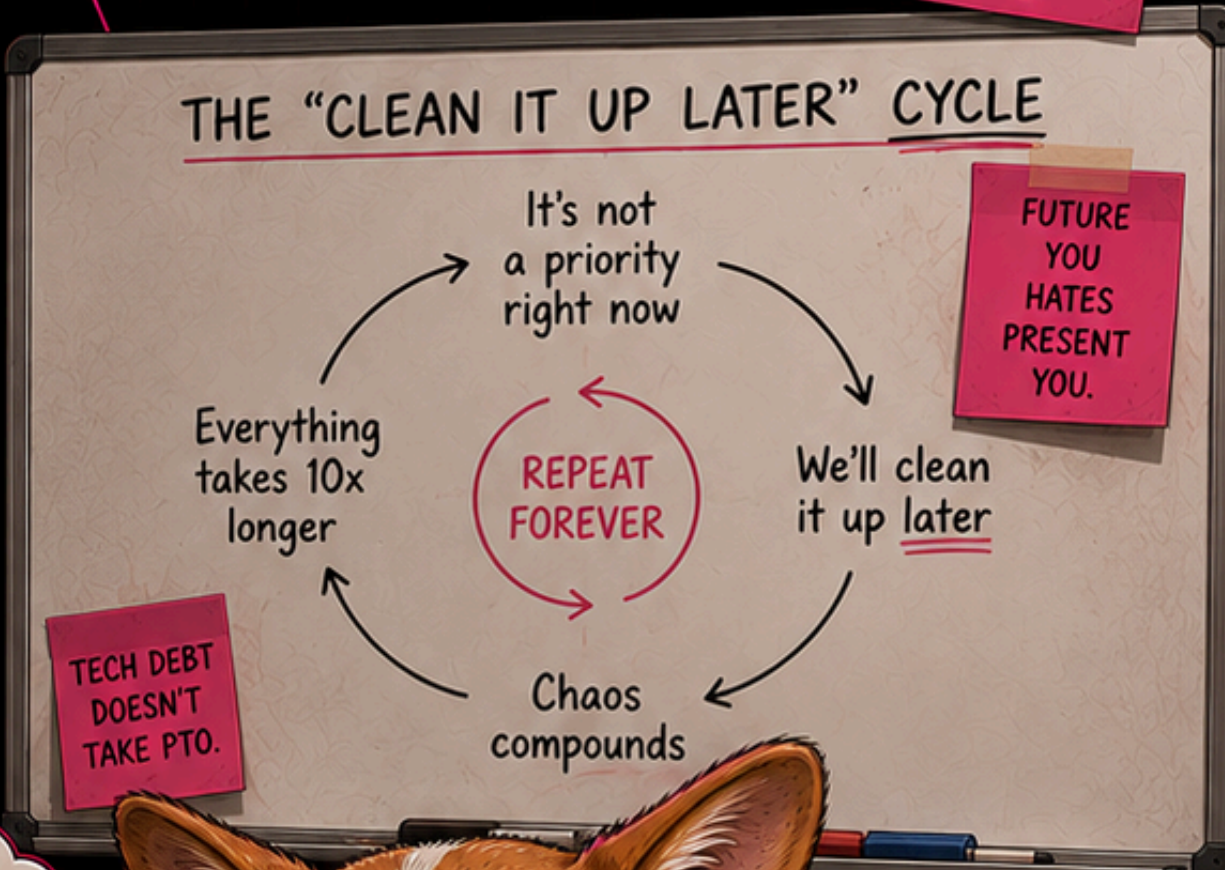 THE “CLEAN IT UP LATER” CYCLE
It's not
a priority
right now
FUTURE
YOU
HATES
PRESENT
YOU.
We'll clean
it up later
Everything
takes 10x
longer
REPEAT
FOREVER
Chaos
compounds
TECH DEBT
DOESN'T
TAKE PTO.